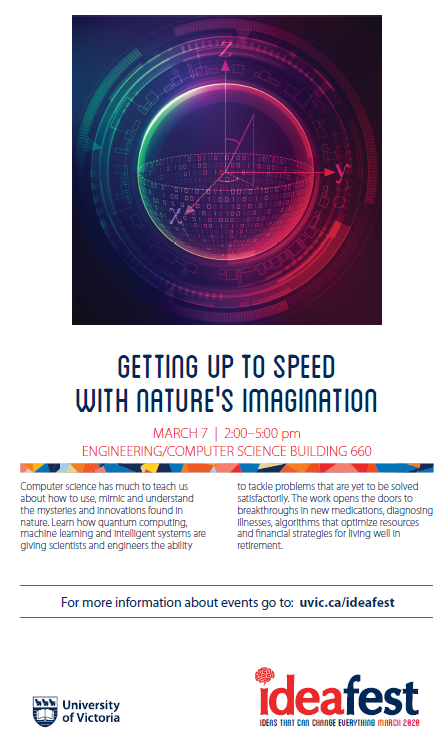 z
y
x
GETTING UP TO SPEED
WITH NATURE'S IMAGINATION
MARCH 7 | 2:00–5:00 pm
ENGINEERING/COMPUTER SCIENCE BUILDING 660
Computer science has much to teach us
about how to use, mimic and understand
the mysteries and innovations found in
nature. Learn how quantum computing,
machine learning and intelligent systems are
giving scientists and engineers the ability
to tackle problems that are yet to be solved
satisfactorily. The work opens the doors to
breakthroughs in new medications, diagnosing
illnesses, algorithms that optimize resources
and financial strategies for living well in
retirement.
For more information about events go to: uvic.ca/ideafest
University
of Victoria
ideafest
IDEAS THAT CAN CHANGE EVERYTHING MARCH 2020